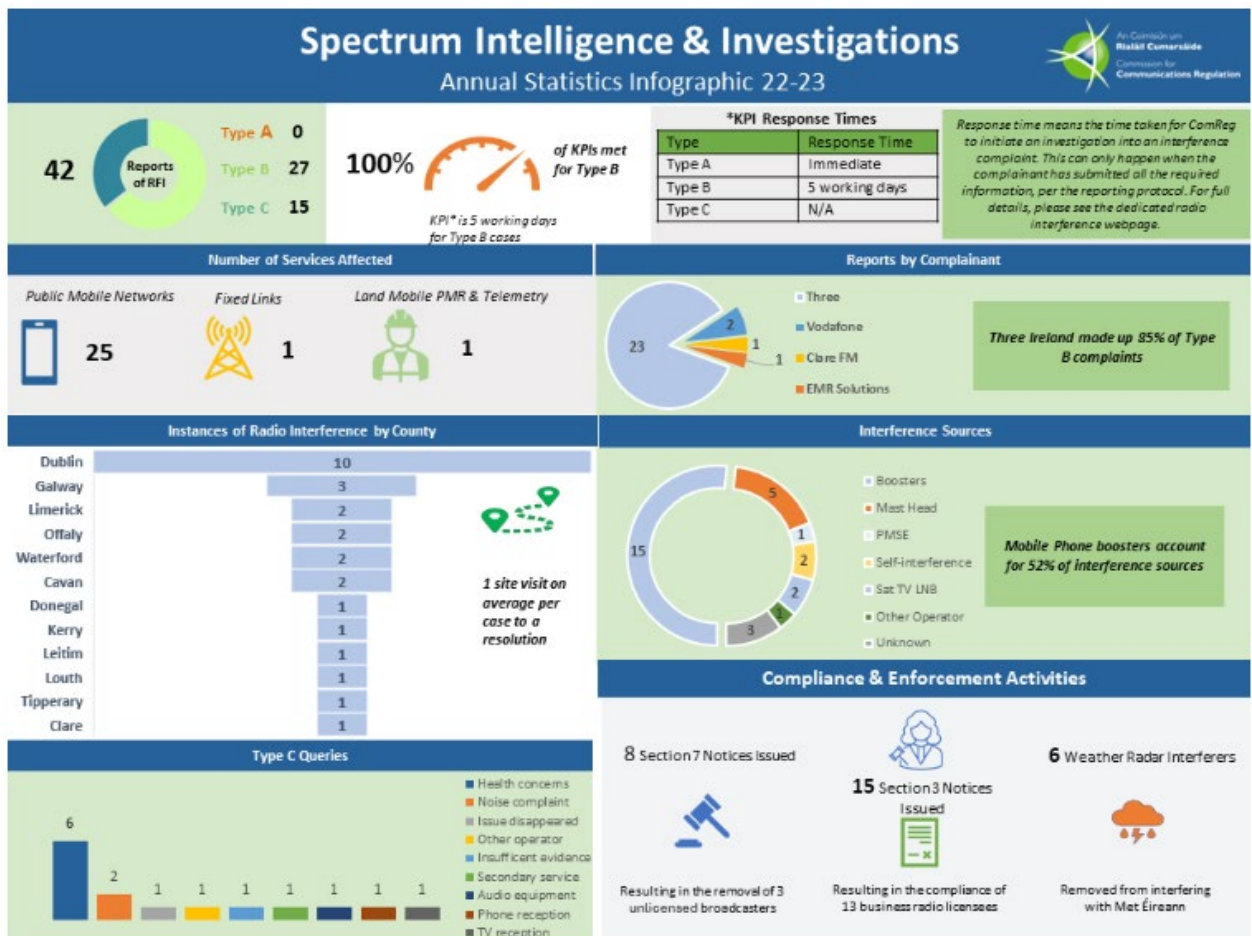 Spectrum Intelligence & Investigations
Annual Statistics Infographic 22-23
An Coimisiún um
Rialáil Cumarsáide
Commission for
Communications Regulation
42
Reports
of RFI
Type A 0
Type B 27
Type C 15
100%
of KPIs met
for Type B
KPI* is 5 working days
for Type B cases
*KPI Response Times
Type Response Time
Type A Immediate
Type B 5 working days
Type C N/A
Response time means the time taken for ComReg
to initiate an investigation into an interference
complaint. This can only happen when the
complainant has submitted all the required
information, per the reporting protocol. For full
details, please see the dedicated radio
interference webpage.
Number of Services Affected
Public Mobile Networks
25
Fixed Links
1
Land Mobile PMR & Telemetry
1
Reports by Complainant
23
2
1
1
Three
Vodafone
Clare FM
EMR Solutions
Three Ireland made up 85% of Type
B complaints
Instances of Radio Interference by County
Dublin 10
Galway 3
Limerick 2
Offaly 2
Waterford 2
Cavan 2
Donegal 1
Kerry 1
Leitim 1
Louth 1
Tipperary 1
Clare 1
1 site visit on
average per
case to a
resolution
Interference Sources
15
5
1
2
2
1
3
Boosters
Mast Head
PMSE
Self-interference
Sat TV LNB
Other Operator
Unknown
Mobile Phone boosters account
for 52% of interference sources
Type C Queries
6
2
1
1
1
1
1
1
1
Health concerns
Noise complaint
Issue disappeared
Other operator
Insufficent evidence
Secondary service
Audio equipment
Phone reception
TV reception
Compliance & Enforcement Activities
8 Section 7 Notices Issued
Resulting in the removal of 3
unlicensed broadcasters
15 Section 3 Notices
Issued
Resulting in the compliance of
13 business radio licensees
6 Weather Radar Interferers
Removed from interfering
with Met Éireann